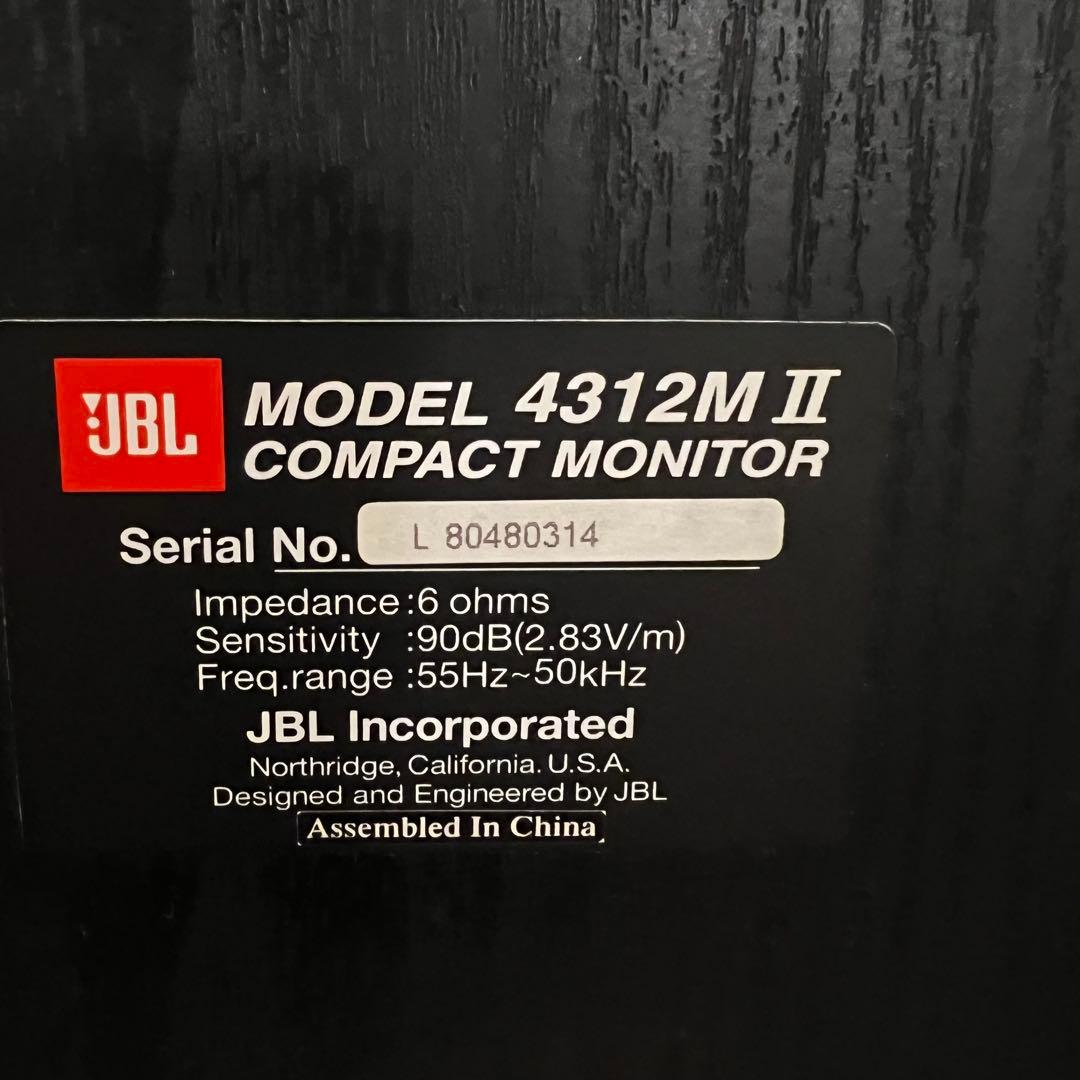 JBL
MODEL 4312M II
COMPACT MONITOR
Serial No. L 80480314
Impedance:6 ohms
Sensitivity :90dB(2.83V/m)
Freq.range :55Hz~50kHz
JBL Incorporated
Northridge, California. U.S.A.
Designed and Engineered by JBL
Assembled In China